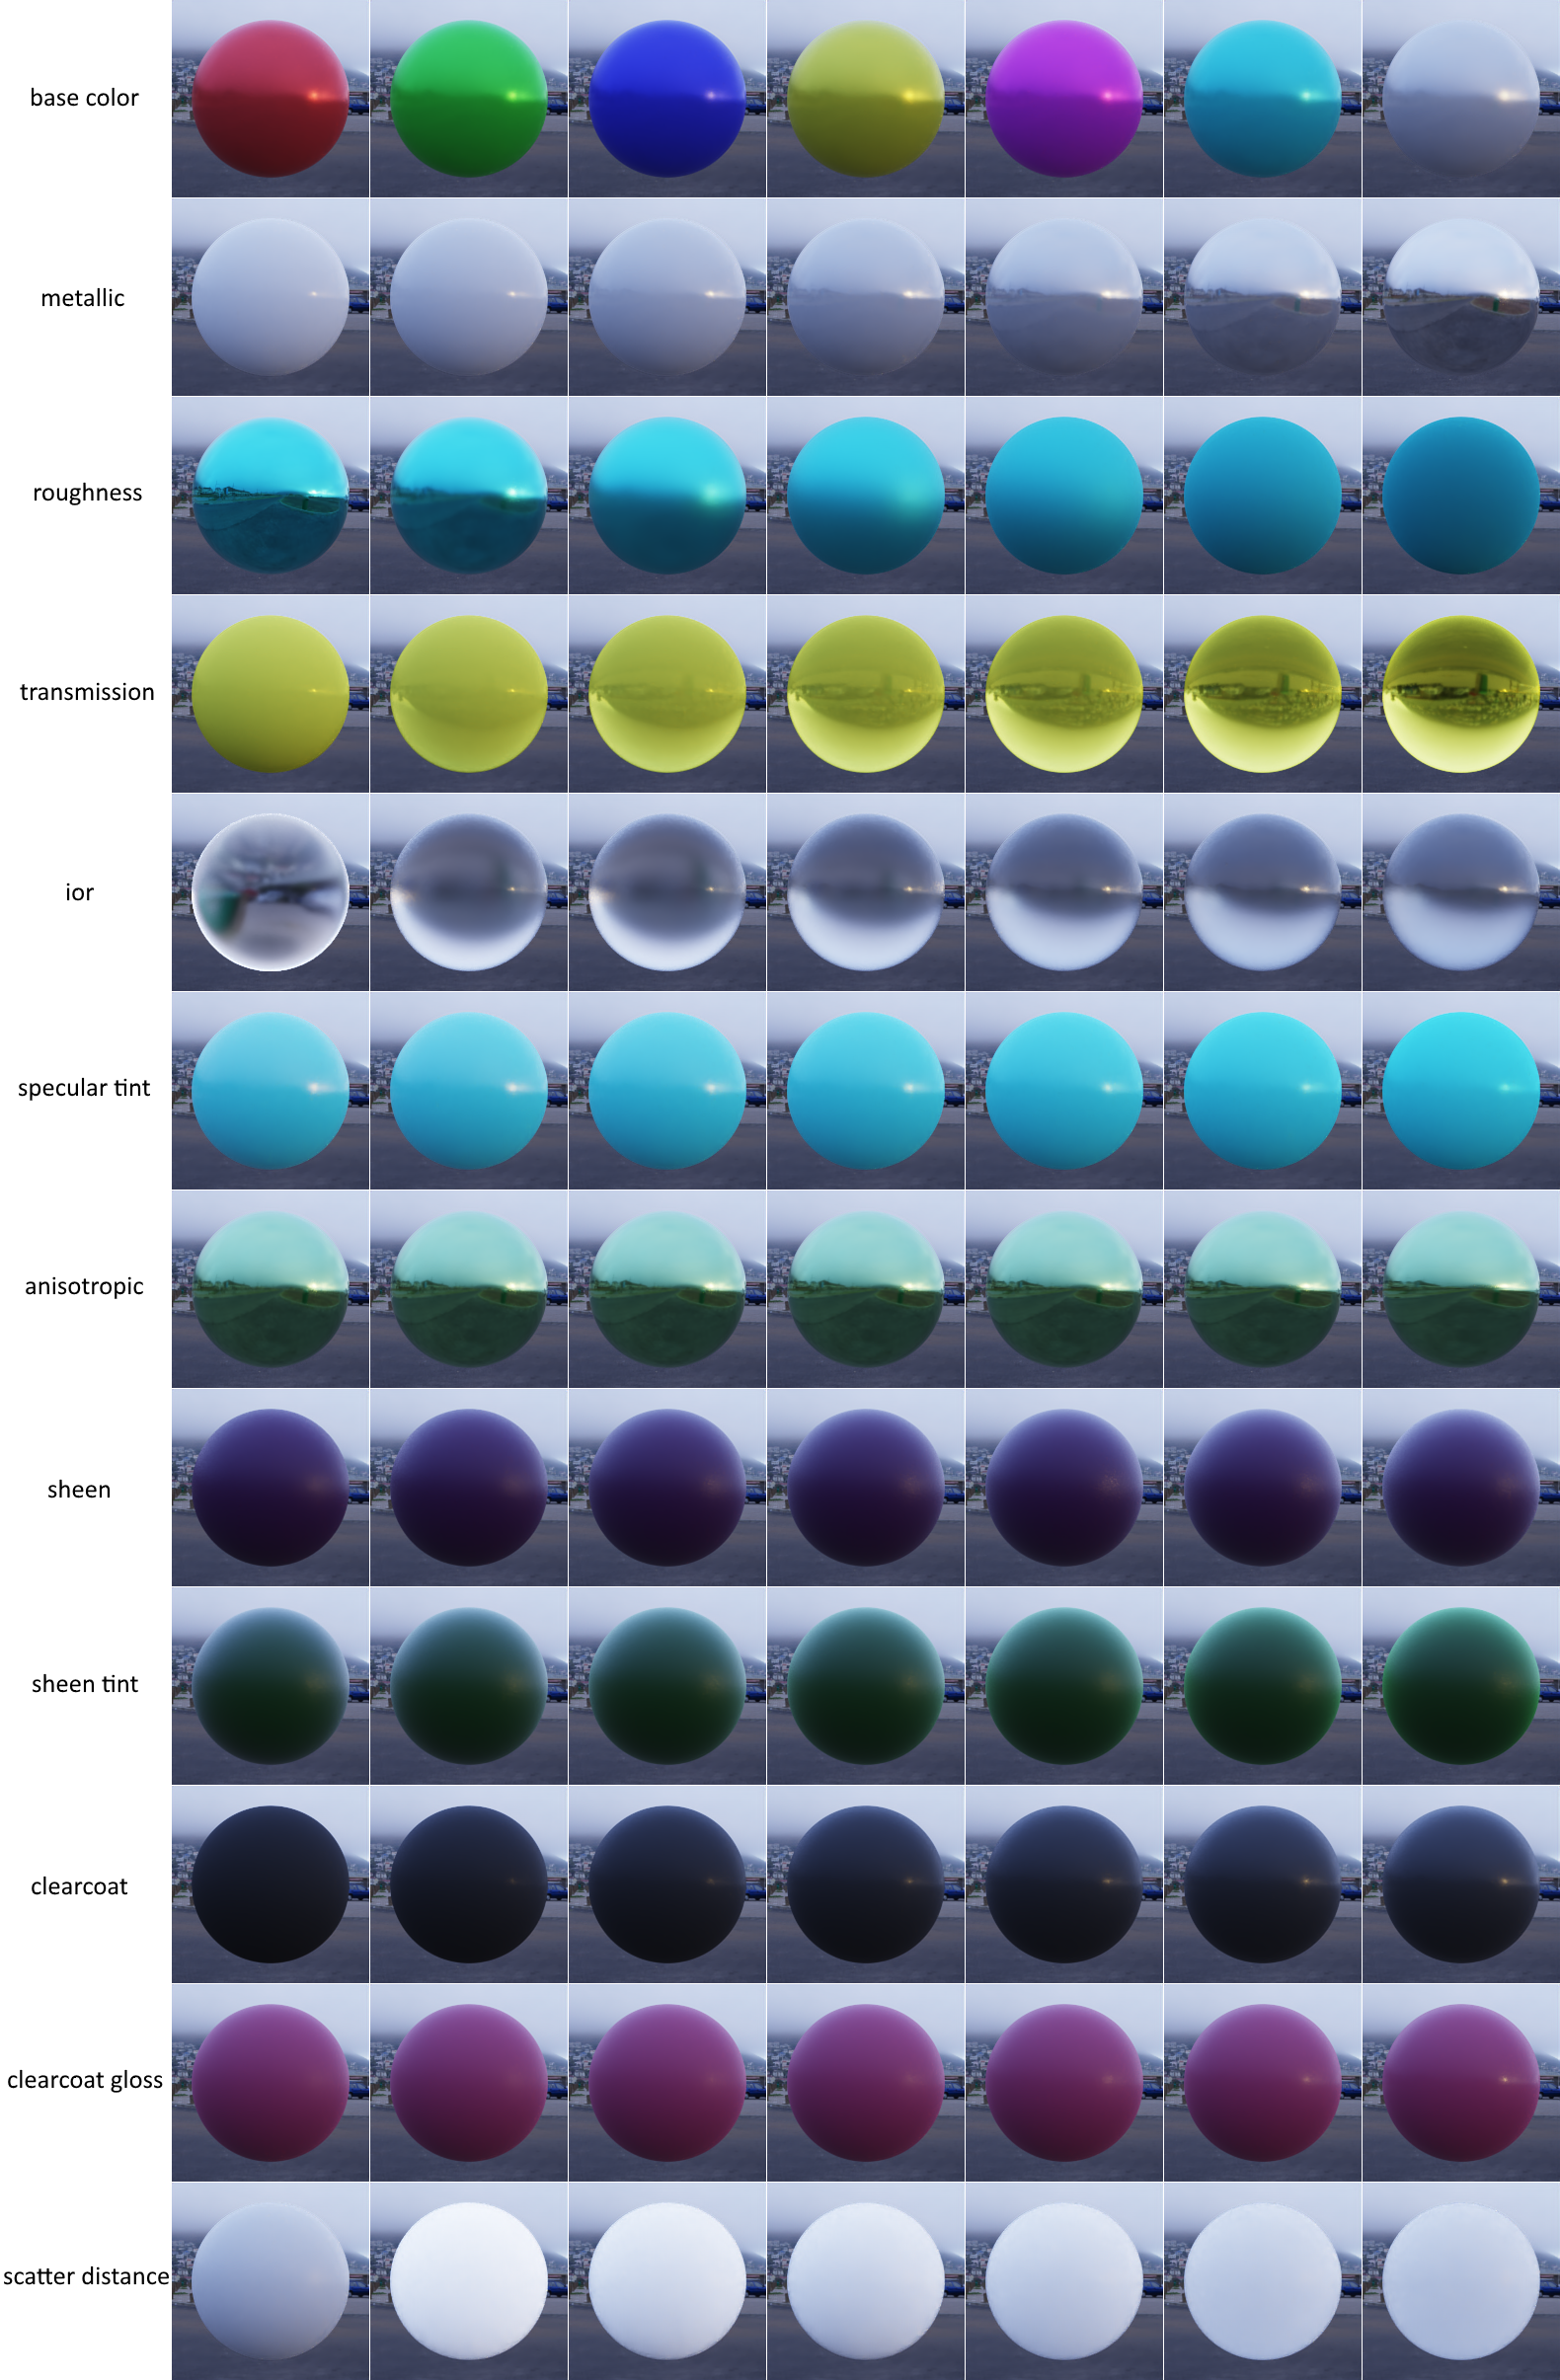 base color
metallic
roughness
transmission
ior
specular tint
anisotropic
sheen
sheen tint
clearcoat
clearcoat gloss
scatter distance